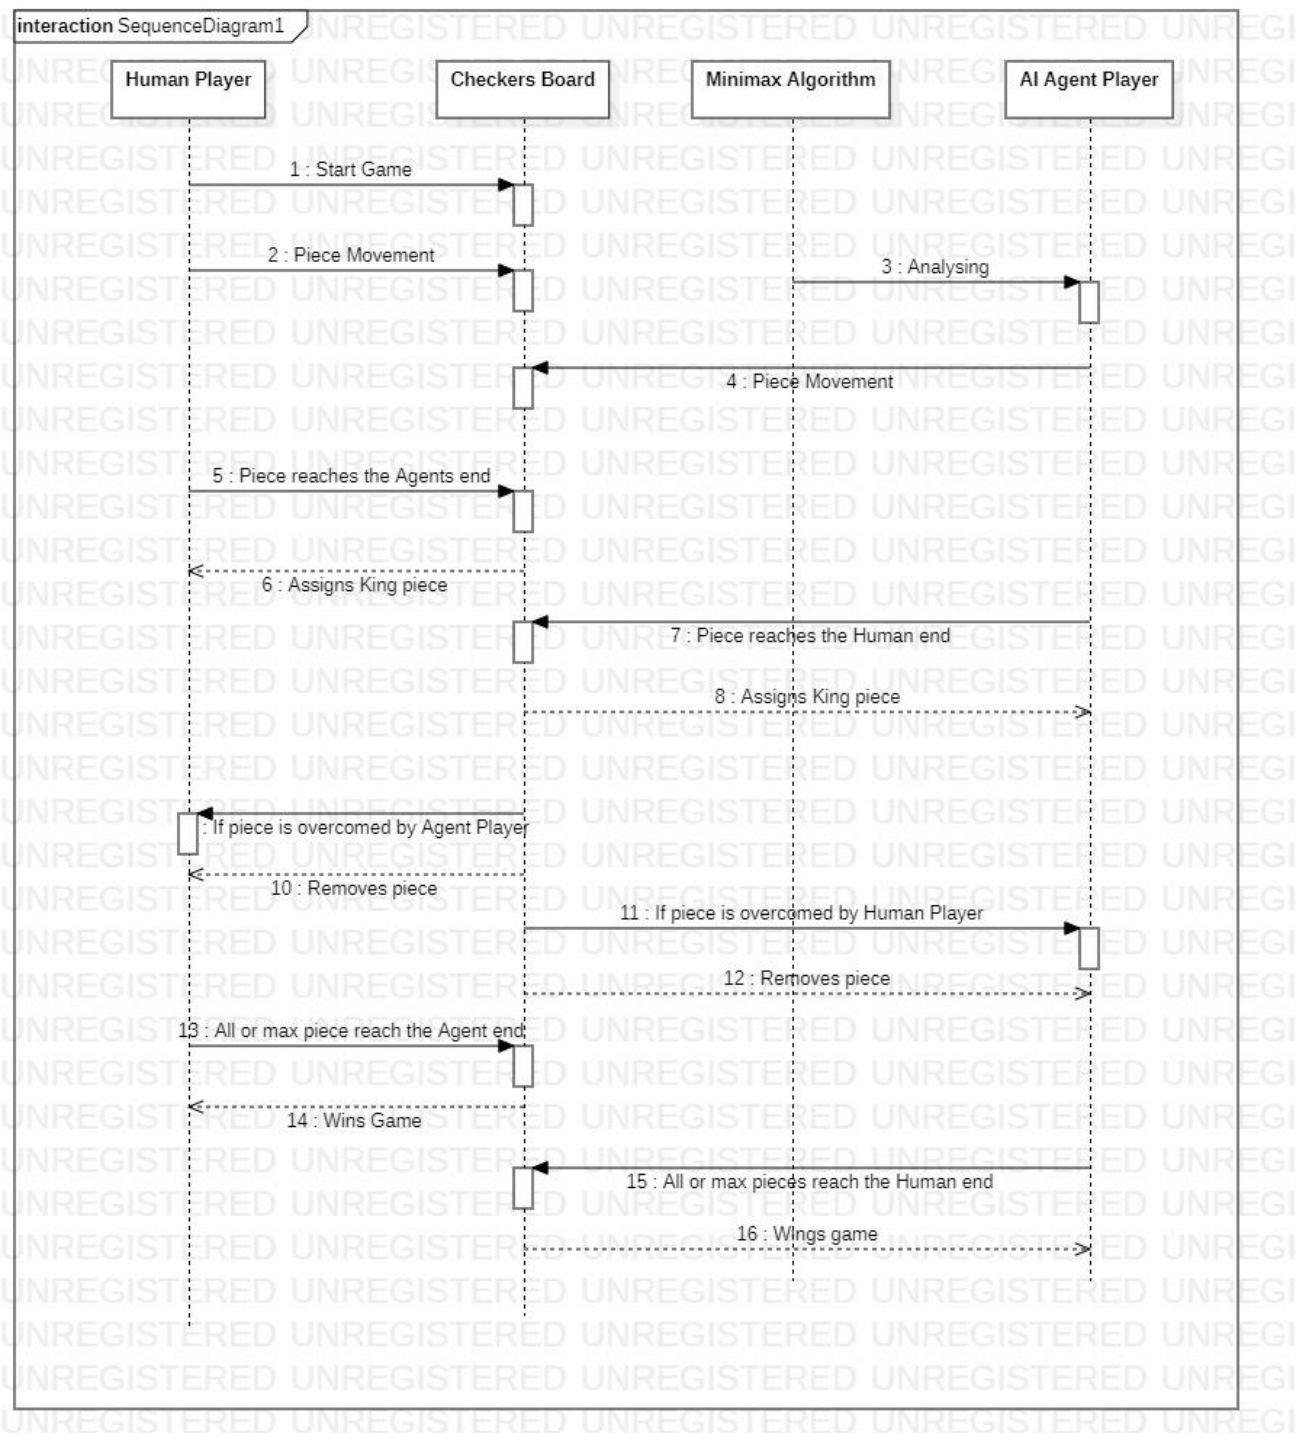 interaction SequenceDiagram1
Human Player
Checkers Board
Minimax Algorithm
AI Agent Player
1 : Start Game
2 : Piece Movement
3 : Analysing
4 : Piece Movement
5 : Piece reaches the Agents end
6 : Assigns King piece
7 : Piece reaches the Human end
8 : Assigns King piece
: If piece is overcomed by Agent Player
10 : Removes piece
11 : If piece is overcomed by Human Player
12 : Removes piece
13 : All or max piece reach the Agent end
14 : Wins Game
15 : All or max pieces reach the Human end
16 : Wings game
UNREGISTERED